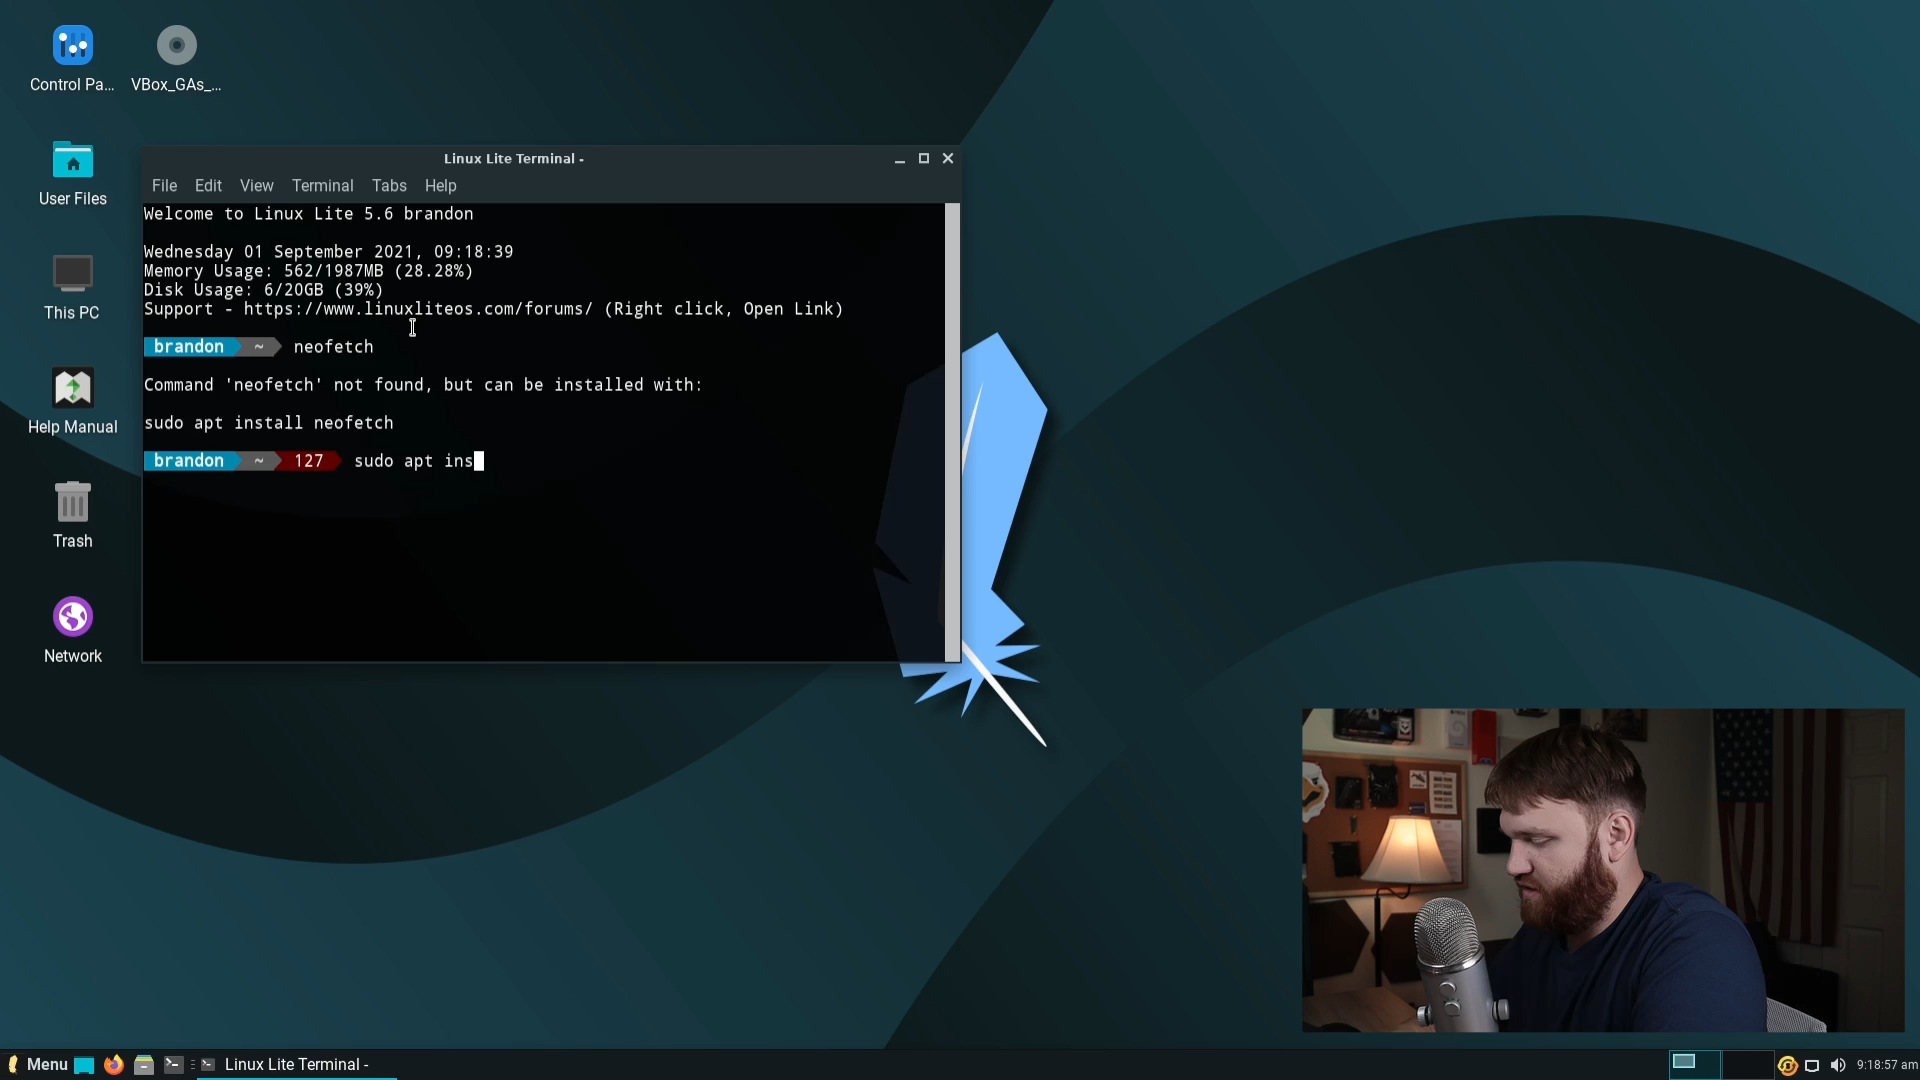 Control Pa...
VBox_GAs_...
User Files
This PC
Help Manual
Trash
Network
Linux Lite Terminal -
File Edit View Terminal Tabs Help
Welcome to Linux Lite 5.6 brandon
Wednesday 01 September 2021, 09:18:39
Memory Usage: 562/1987MB (28.28%)
Disk Usage: 6/20GB (39%)
Support - https://www.linuxliteos.com/forums/ (Right click, Open Link)
brandon ~ neofetch
Command 'neofetch' not found, but can be installed with:
sudo apt install neofetch
brandon ~ 127 sudo apt ins
Menu
Linux Lite Terminal -
9:18:57 am